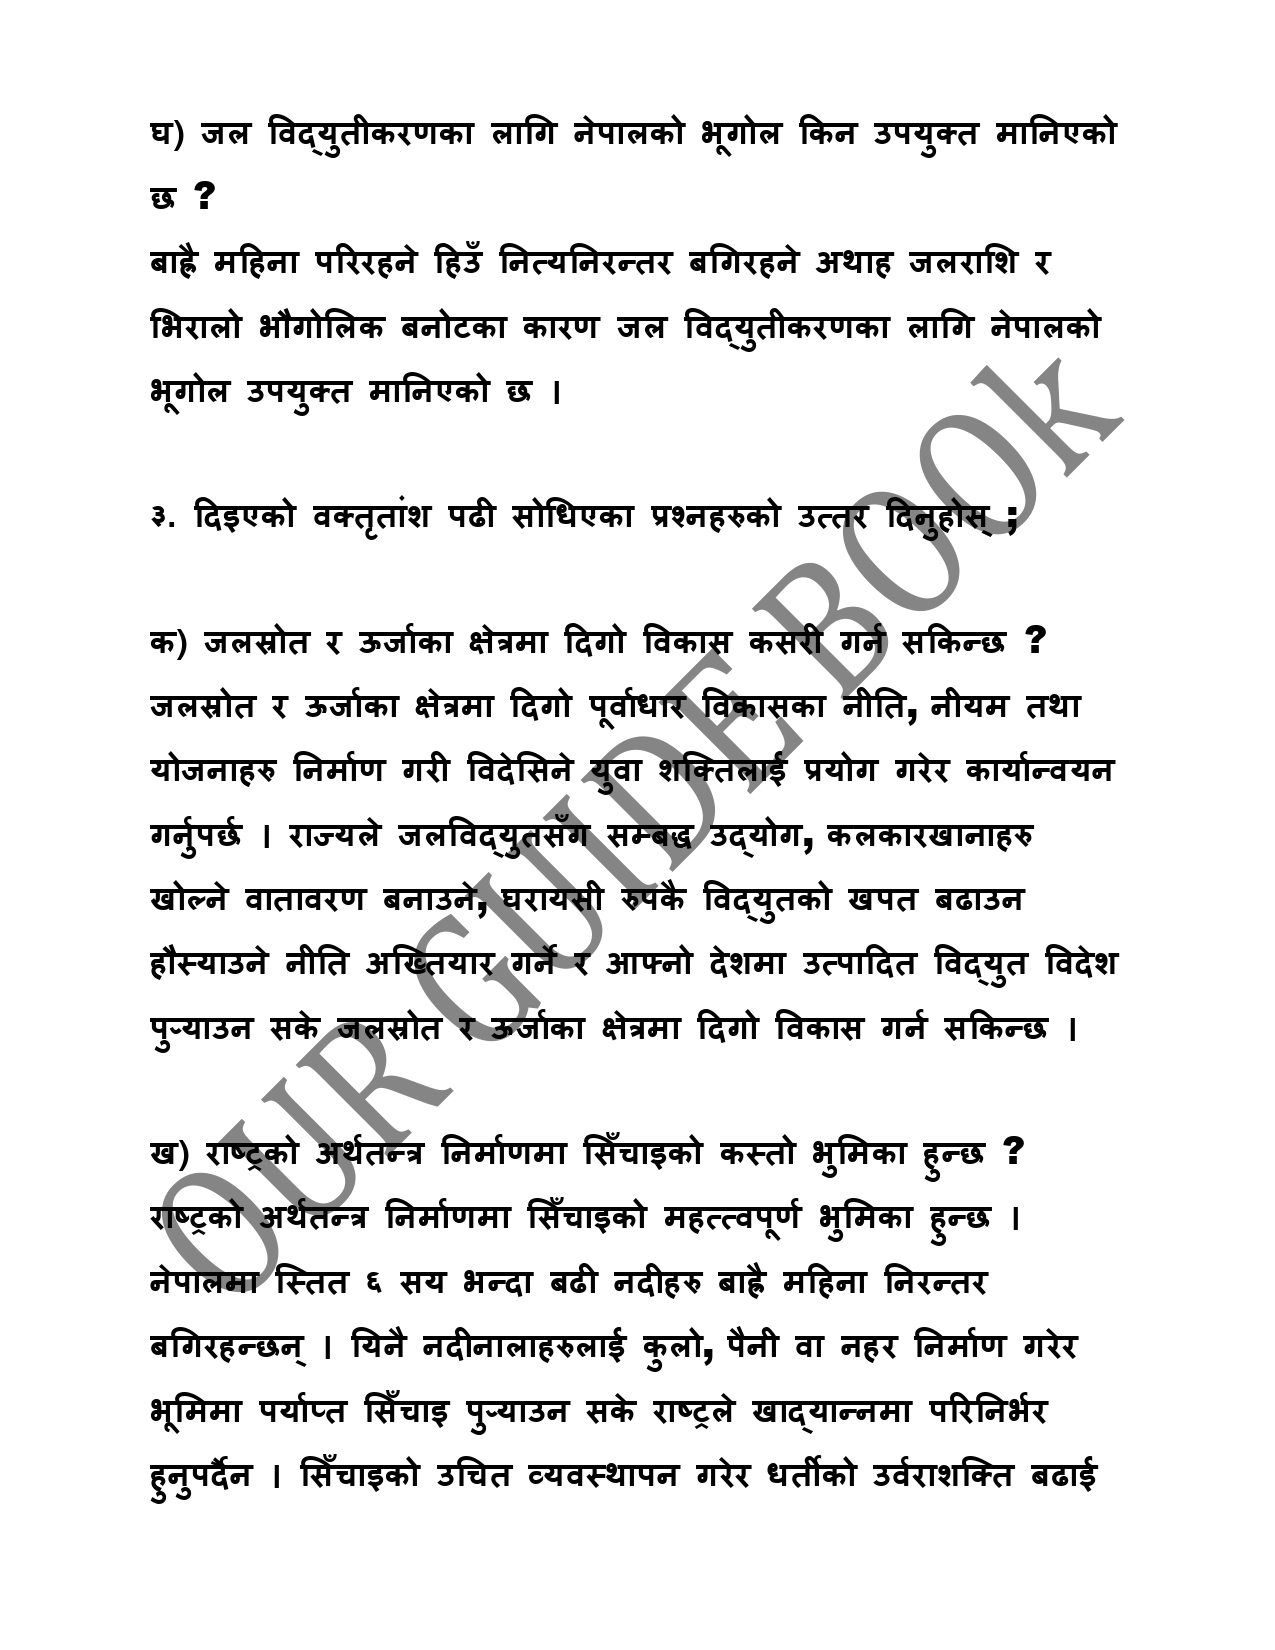 घ) जल विद्युतीकरणका लागि नेपालको भूगोल किन उपयुक्त मानिएको
छ ?
बाह्रै महिना परिरहने हिउँ नित्यनिरन्तर बगिरहने अथाह जलराशि र
भिरालो भौगोलिक बनोटका कारण जल विद्युतीकरणका लागि नेपालको
भूगोल उपयुक्त मानिएको छ ।
३. दिइएको वक्तृतांश पढी सोधिएका प्रश्नहरुको उत्तर दिनुहोस् ;
क) जलस्रोत र ऊर्जाका क्षेत्रमा दिगो विकास कसरी गर्न सकिन्छ ?
जलस्रोत र ऊर्जाका क्षेत्रमा दिगो पूर्वाधार विकासका नीति, नीयम तथा
योजनाहरु निर्माण गरी विदेसिने युवा शक्तिलाई प्रयोग गरेर कार्यान्वयन
गर्नुपर्छ । राज्यले जलविद्युतसँग सम्बद्ध उद्योग, कलकारखानाहरु
खोल्ने वातावरण बनाउने, घरायसी रुपकै विद्युतको खपत बढाउन
हौस्याउने नीति अख्तियार गर्ने र आफ्नो देशमा उत्पादित विद्युत विदेश
पुऱ्याउन सके जलस्रोत र ऊर्जाका क्षेत्रमा दिगो विकास गर्न सकिन्छ ।
ख) राष्ट्रको अर्थतन्त्र निर्माणमा सिँचाइको कस्तो भुमिका हुन्छ ?
राष्ट्रको अर्थतन्त्र निर्माणमा सिँचाइको महत्त्वपूर्ण भुमिका हुन्छ ।
नेपालमा स्तित ६ सय भन्दा बढी नदीहरु बाह्रै महिना निरन्तर
बगिरहन्छन् । यिनै नदीनालाहरुलाई कुलो, पैनी वा नहर निर्माण गरेर
भूमिमा पर्याप्त सिँचाइ पुऱ्याउन सके राष्ट्रले खाद्यान्नमा परिनिर्भर
हुनुपर्दैन । सिँचाइको उचित व्यवस्थापन गरेर धर्तीको उर्वराशक्ति बढाई
OUR GUIDE BOOk